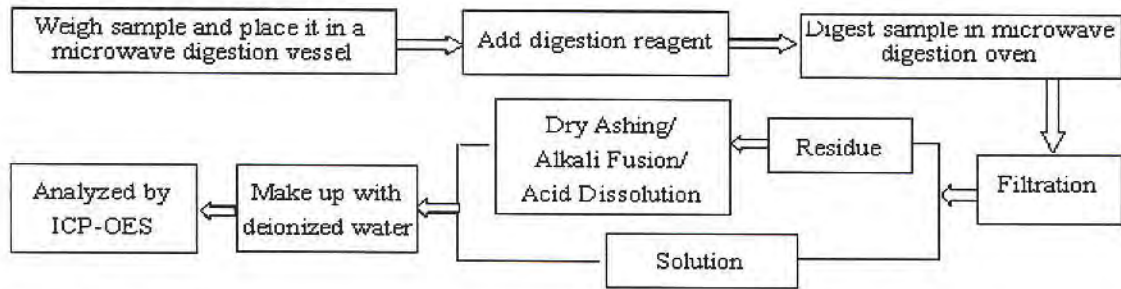 Weigh sample and place it in a
microwave digestion vessel
Add digestion reagent
Digest sample in microwave
digestion oven
Filtration
Residue
Dry Ashing/
Alkali Fusion/
Acid Dissolution
Solution
Make up with
deionized water
Analyzed by
ICP-OES